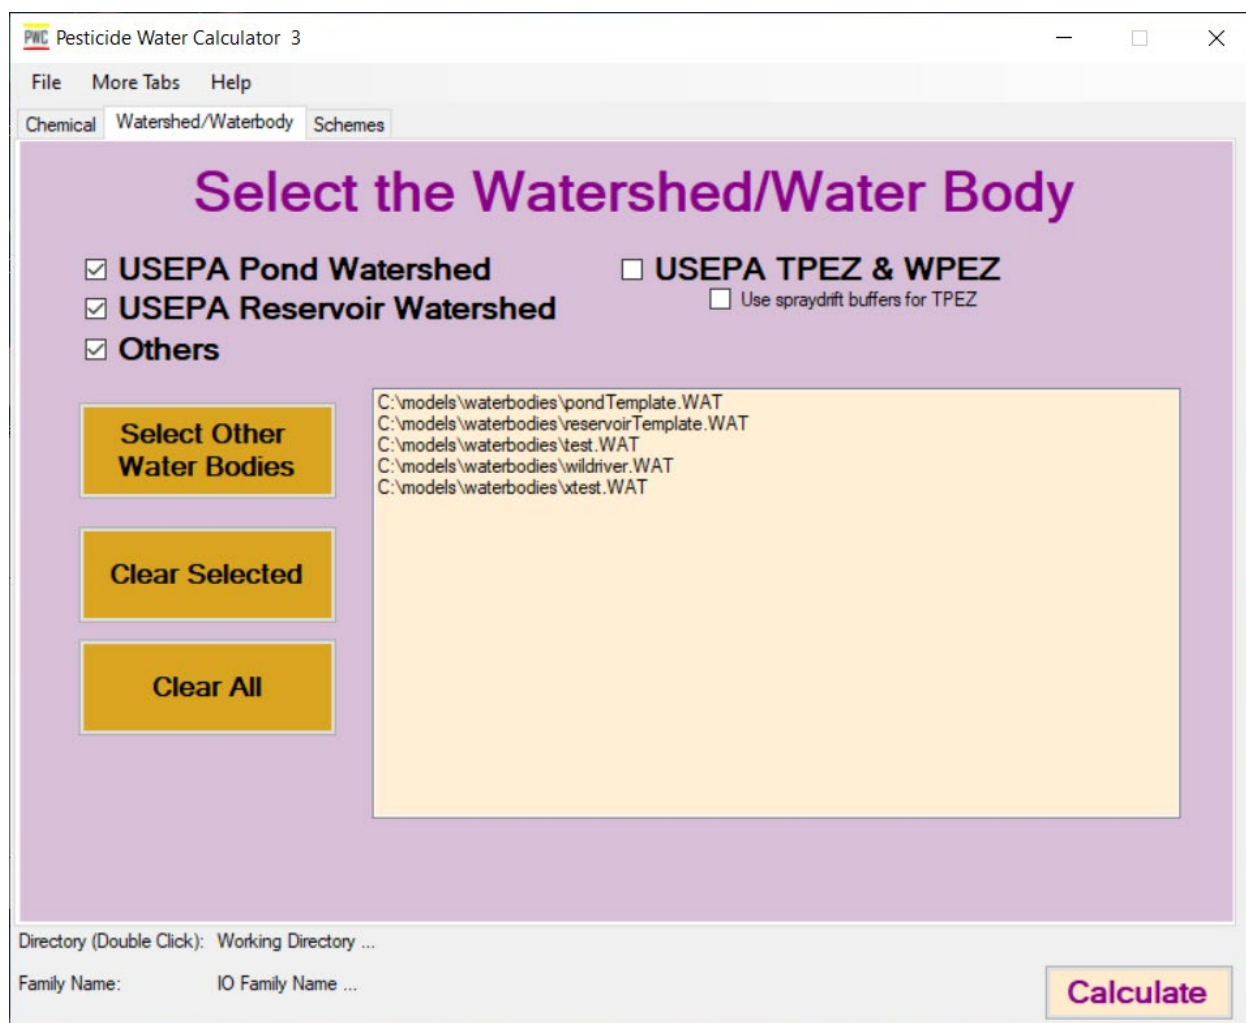 PWC Pesticide Water Calculator 3
File More Tabs Help
Chemical Watershed/Waterbody Schemes
Select the Watershed/Water Body
USEPA Pond Watershed USEPA TPEZ & WPEZ
Use spraydrift buffers for TPEZ
USEPA Reservoir Watershed
Others
Select Other
Water Bodies
Clear Selected
Clear All
C:\models\waterbodies\pondTemplate.WAT
C:\models\waterbodies\reservoirTemplate.WAT
C:\models\waterbodies\test.WAT
C:\models\waterbodies\wildriver.WAT
C:\models\waterbodies\xtest.WAT
Directory (Double Click): Working Directory ...
Family Name: IO Family Name ...
Calculate